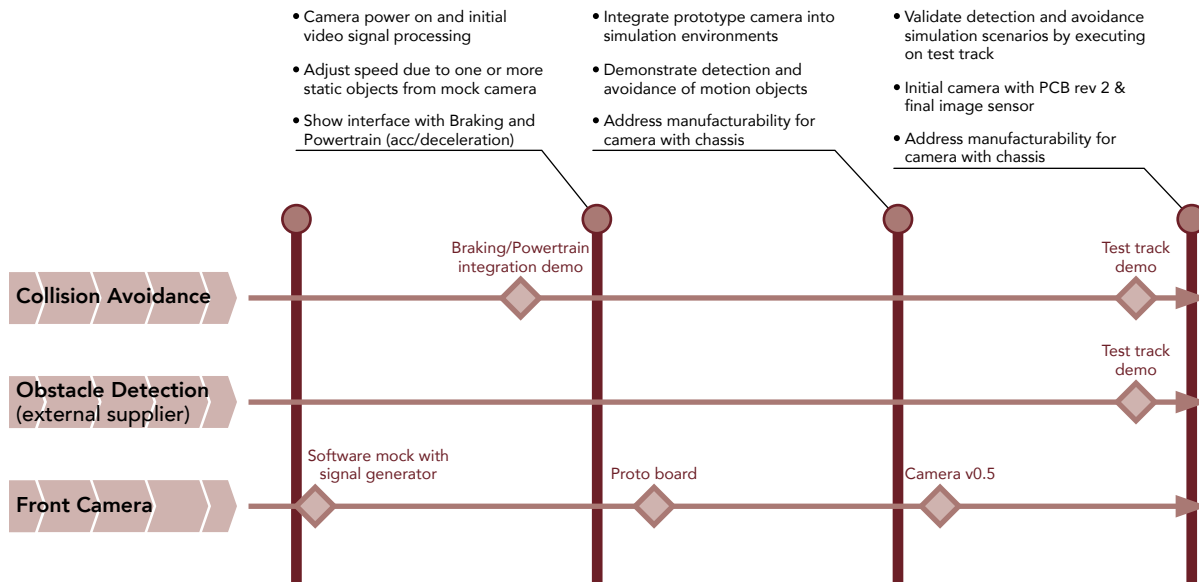 • Camera power on and initial
video signal processing
• Adjust speed due to one or more
static objects from mock camera
• Show interface with Braking and
Powertrain (acc/deceleration)
• Integrate prototype camera into
simulation environments
• Demonstrate detection and
avoidance of motion objects
• Address manufacturability for
camera with chassis
• Validate detection and avoidance
simulation scenarios by executing
on test track
• Initial camera with PCB rev 2 &
final image sensor
• Address manufacturability for
camera with chassis
Braking/Powertrain
integration demo
Test track
demo
Collision Avoidance
Test track
demo
Obstacle Detection
(external supplier)
Software mock with
signal generator
Proto board
Camera v0.5
Front Camera